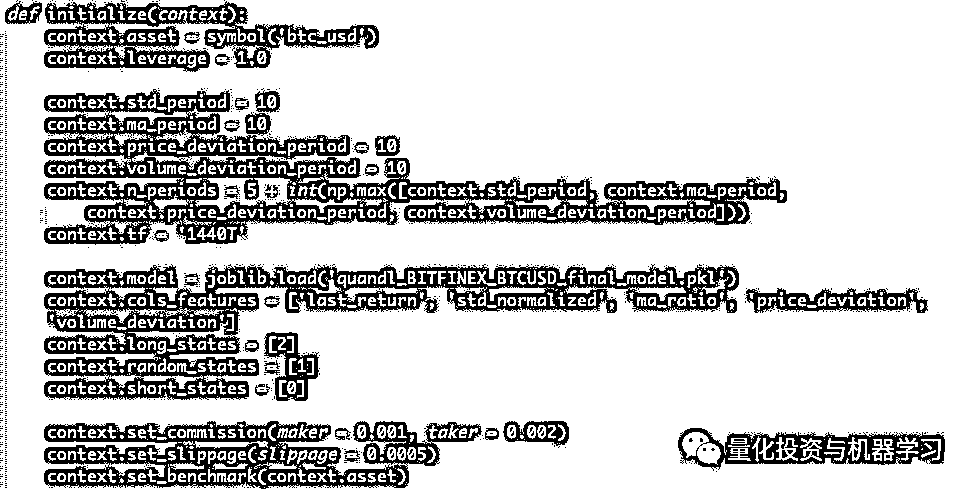 def initialize(context):
    context.asset = symbol('btc_usd')
    context.leverage = 1.0

    context.std_period = 10
    context.ma_period = 10
    context.price_deviation_period = 10
    context.volume_deviation_period = 10
    context.n_periods = 5 + int(np.max([context.std_period, context.ma_period,
        context.price_deviation_period, context.volume_deviation_period]))
    context.tf = '1440T'

    context.model = joblib.load('quandl_BITFINEX_BTCUSD_final_model.pkl')
    context.cols_features = ['last_return', 'std_normalized', 'ma_ratio', 'price_deviation',
    'volume_deviation']
    context.long_states = [2]
    context.random_states = [1]
    context.short_states = [0]

    context.set_commission(maker = 0.001, taker = 0.002)
    context.set_slippage(slippage = 0.0005)
    context.set_benchmark(context.asset)
量化投资与机器学习